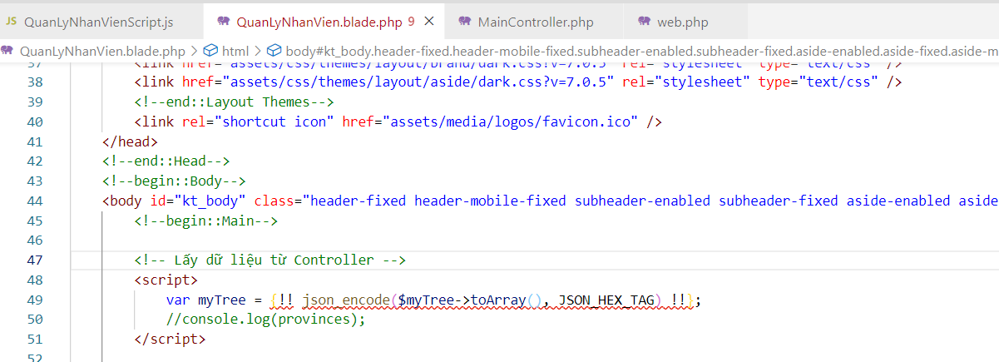 JS QuanLyNhanVienScript.js QuanLyNhanVien.blade.php 9 MainController.php web.php
QuanLyNhanVien.blade.php > html > body#kt_body.header-fixed.header-mobile-fixed.subheader-enabled.subheader-fixed.aside-enabled.aside-fixed.aside-m
37 <link href="assets/css/themes/layout/brand/dark.css?v=7.0.5" rel="stylesheet" type="text/css" />
38 <link href="assets/css/themes/layout/aside/dark.css?v=7.0.5" rel="stylesheet" type="text/css" />
39 <!--end::Layout Themes-->
40 <link rel="shortcut icon" href="assets/media/logos/favicon.ico" />
41 </head>
42 <!--end::Head-->
43 <!--begin::Body-->
44 <body id="kt_body" class="header-fixed header-mobile-fixed subheader-enabled subheader-fixed aside-enabled aside
45 <!--begin::Main-->
46
47 <!-- Lấy dữ liệu từ Controller -->
48 <script>
49 var myTree = {!! json_encode($myTree->toArray(), JSON_HEX_TAG) !!};
50 //console.log(provinces);
51 </script>
52